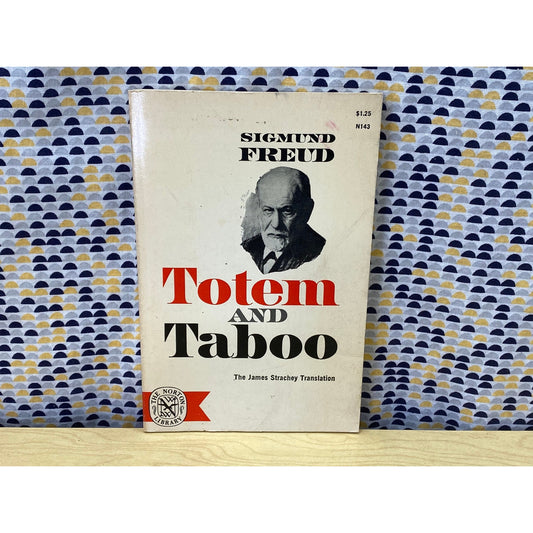 $1.25
N143
SIGMUND
FREUD
Totem
AND
Taboo
The James Strachey Translation
THE NORTON
LIBRARY